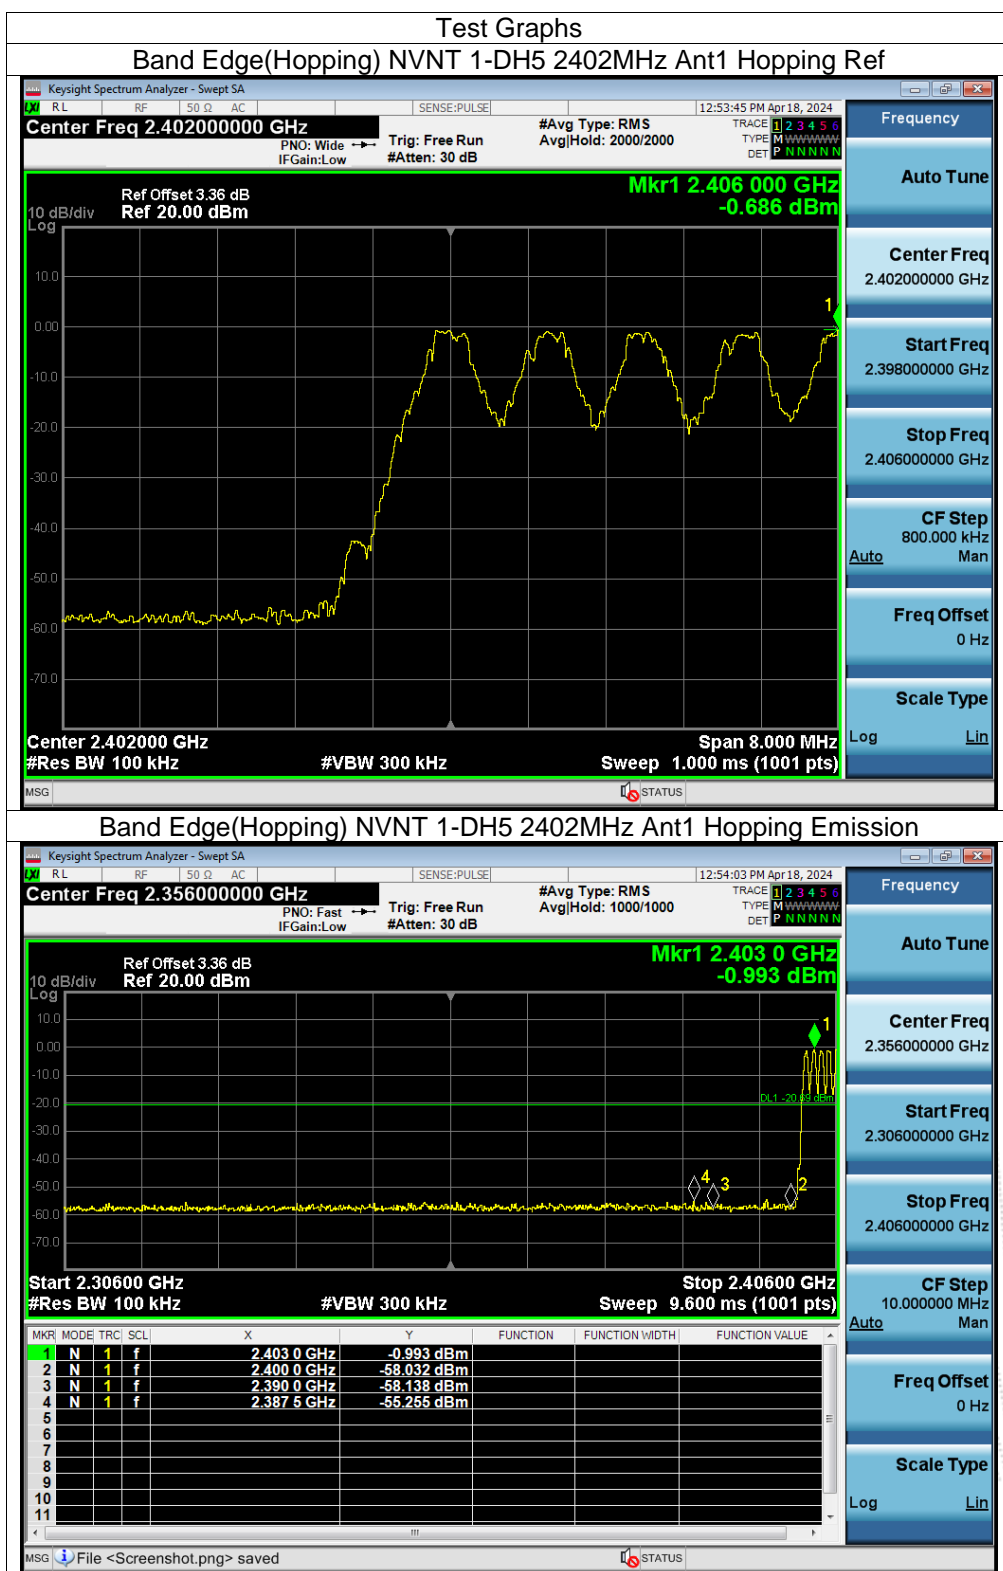 Test Graphs
Band Edge(Hopping) NVNT 1-DH5 2402MHz Ant1 Hopping Ref
Keysight Spectrum Analyzer - Swept SA
LXI RL RF 50 Ω AC SENSE:PULSE 12:53:45 PM Apr 18, 2024
Center Freq 2.402000000 GHz
PNO: Wide
IFGain:Low
Trig: Free Run
#Atten: 30 dB
#Avg Type: RMS
Avg|Hold: 2000/2000
TRACE 1 2 3 4 5 6
TYPE M WWWWW
DET P N N N N N
Ref Offset 3.36 dB
10 dB/div Ref 20.00 dBm
Log
Mkr1 2.406 000 GHz
-0.686 dBm
10.0
0.00
-10.0
-20.0
-30.0
-40.0
-50.0
-60.0
-70.0
1
Center 2.402000 GHz Span 8.000 MHz
#Res BW 100 kHz #VBW 300 kHz Sweep 1.000 ms (1001 pts)
MSG STATUS
Frequency
Auto Tune
Center Freq
2.402000000 GHz
Start Freq
2.398000000 GHz
Stop Freq
2.406000000 GHz
CF Step
800.000 kHz
Auto Man
Freq Offset
0 Hz
Scale Type
Log Lin
Band Edge(Hopping) NVNT 1-DH5 2402MHz Ant1 Hopping Emission
Keysight Spectrum Analyzer - Swept SA
LXI RL RF 50 Ω AC SENSE:PULSE 12:54:03 PM Apr 18, 2024
Center Freq 2.356000000 GHz
PNO: Fast
IFGain:Low
Trig: Free Run
#Atten: 30 dB
#Avg Type: RMS
Avg|Hold: 1000/1000
TRACE 1 2 3 4 5 6
TYPE M WWWWW
DET P N N N N N
Ref Offset 3.36 dB
10 dB/div Ref 20.00 dBm
Log
Mkr1 2.403 0 GHz
-0.993 dBm
10.0
0.00
-10.0
-20.0
-30.0
-40.0
-50.0
-60.0
-70.0
1
DL1 -20.69 dBm
4 3 2
Start 2.30600 GHz Stop 2.40600 GHz
#Res BW 100 kHz #VBW 300 kHz Sweep 9.600 ms (1001 pts)
MKR MODE TRC SCL X Y FUNCTION FUNCTION WIDTH FUNCTION VALUE
1 N 1 f 2.403 0 GHz -0.993 dBm
2 N 1 f 2.400 0 GHz -58.032 dBm
3 N 1 f 2.390 0 GHz -58.138 dBm
4 N 1 f 2.387 5 GHz -55.255 dBm
5
6
7
8
9
10
11
MSG File <Screenshot.png> saved STATUS
Frequency
Auto Tune
Center Freq
2.356000000 GHz
Start Freq
2.306000000 GHz
Stop Freq
2.406000000 GHz
CF Step
10.000000 MHz
Auto Man
Freq Offset
0 Hz
Scale Type
Log Lin